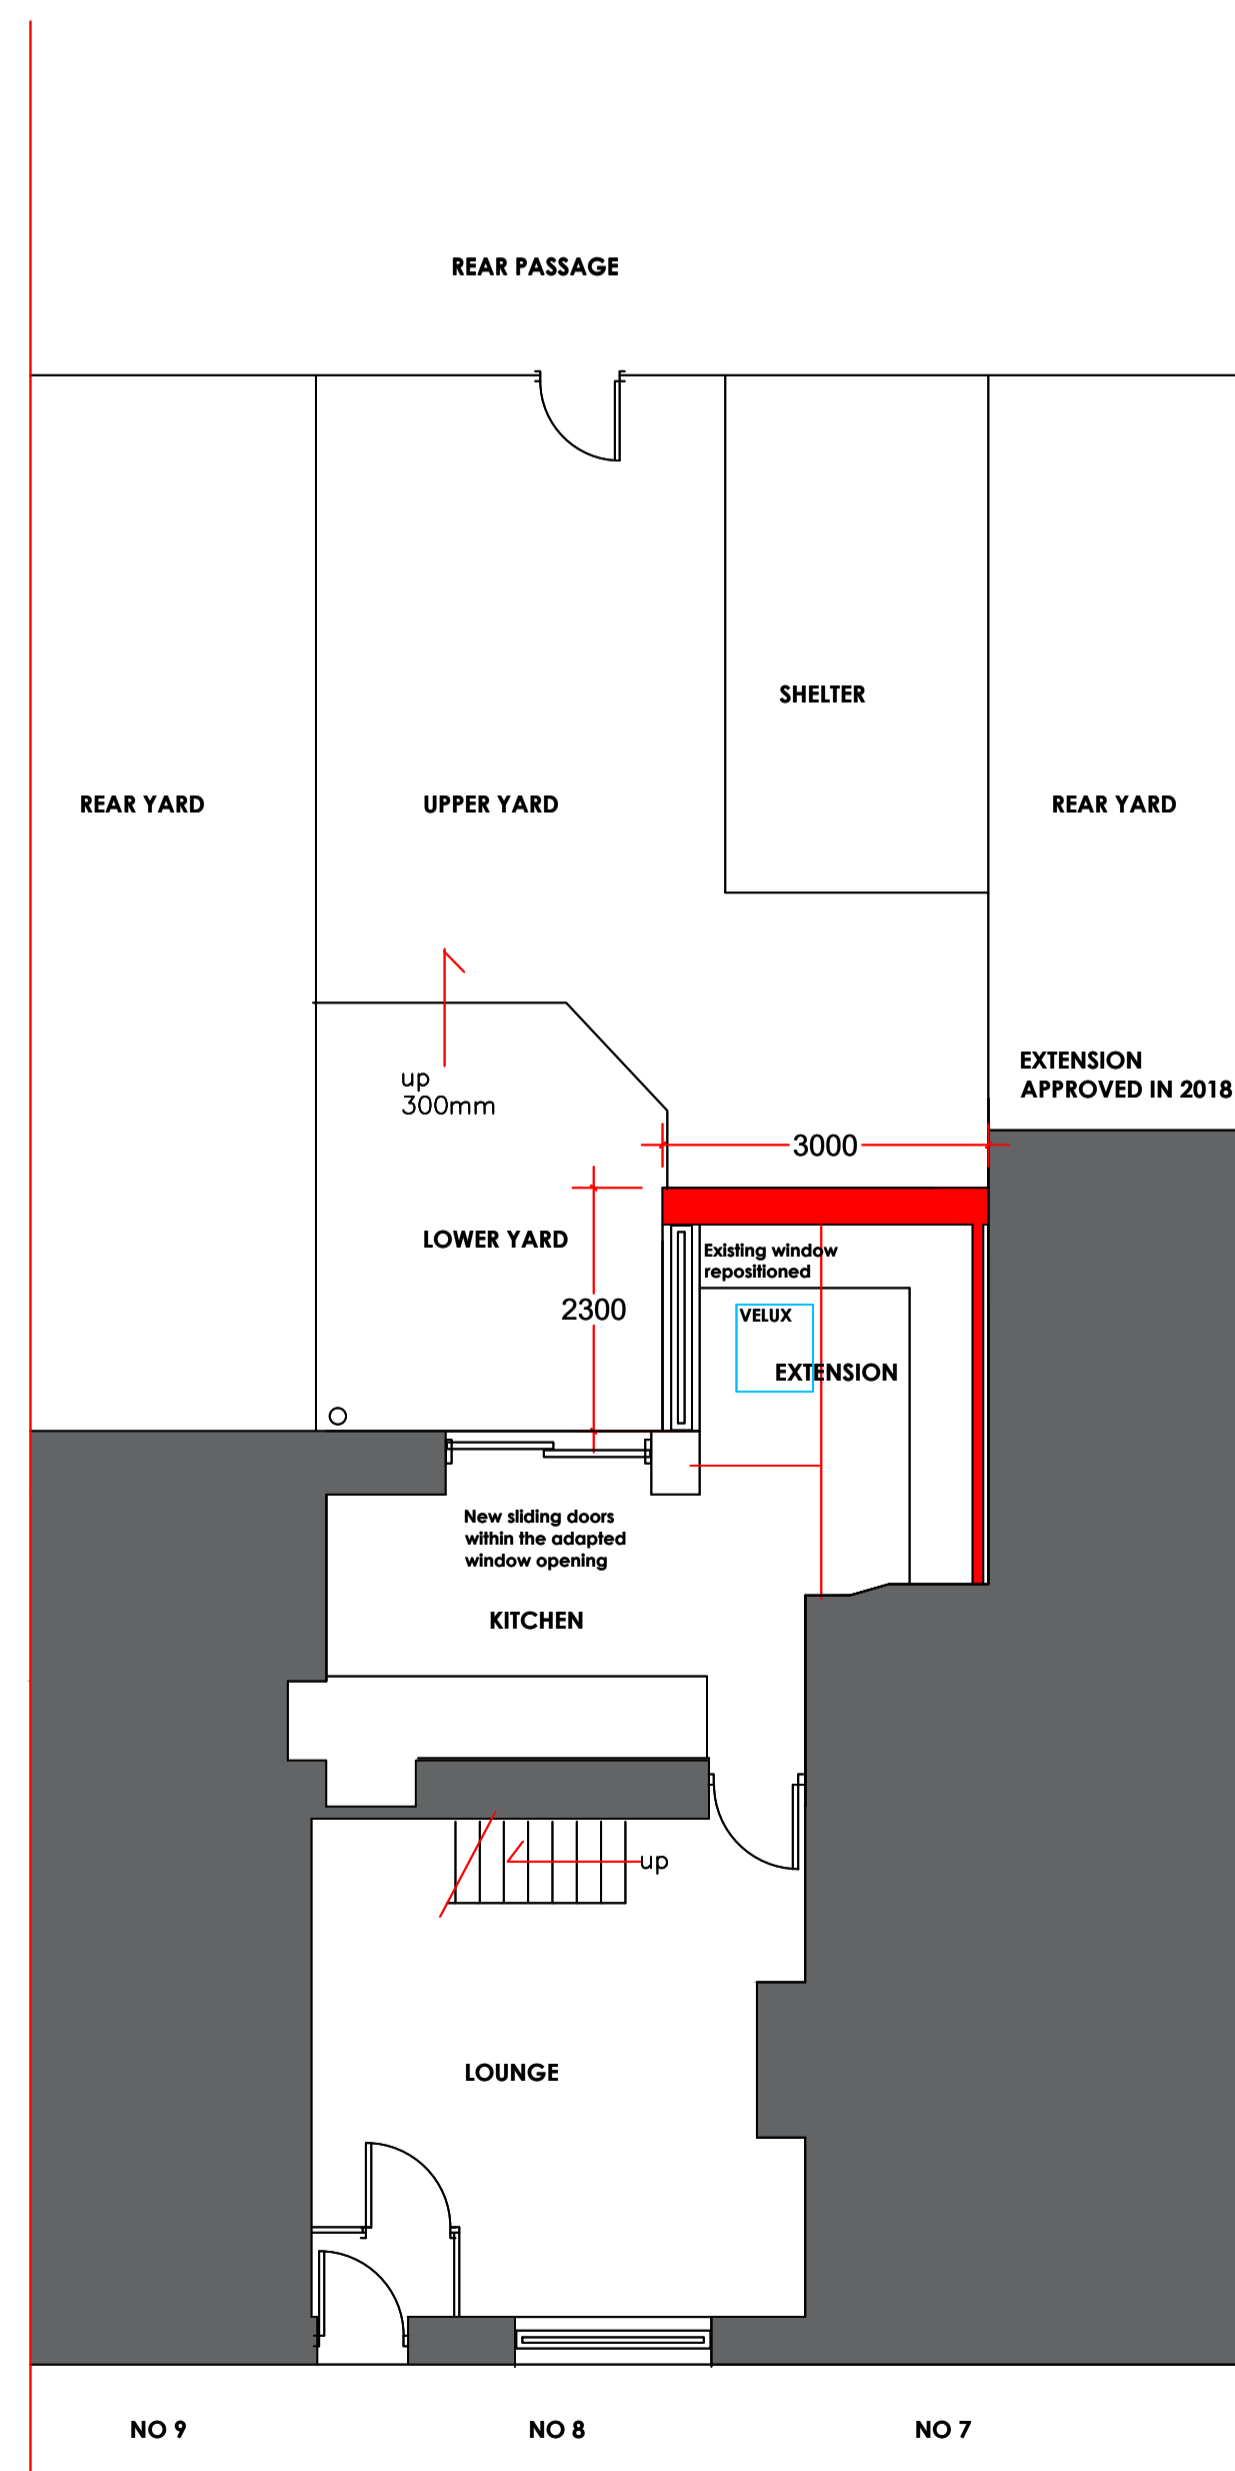 REAR PASSAGE
SHELTER
REAR YARD
UPPER YARD
REAR YARD
up
300mm
EXTENSION
APPROVED IN 2018
3000
LOWER YARD
Existing window
repositioned
2300
VELUX
EXTENSION
New sliding doors
within the adapted
window opening
KITCHEN
up
LOUNGE
NO 9
NO 8
NO 7